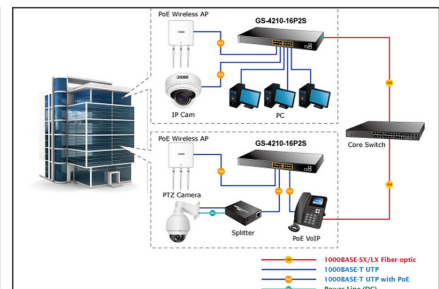 PoE Wireless AP
GS-4210-16P2S
IP Cam
PC
PoE Wireless AP
GS-4210-16P2S
Core Switch
PTZ Camera
Splitter
PoE VoIP
1000BASE-SX/LX Fiber-optic
1000BASE-T UTP
1000BASE-T UTP with PoE
Power Line (DC)